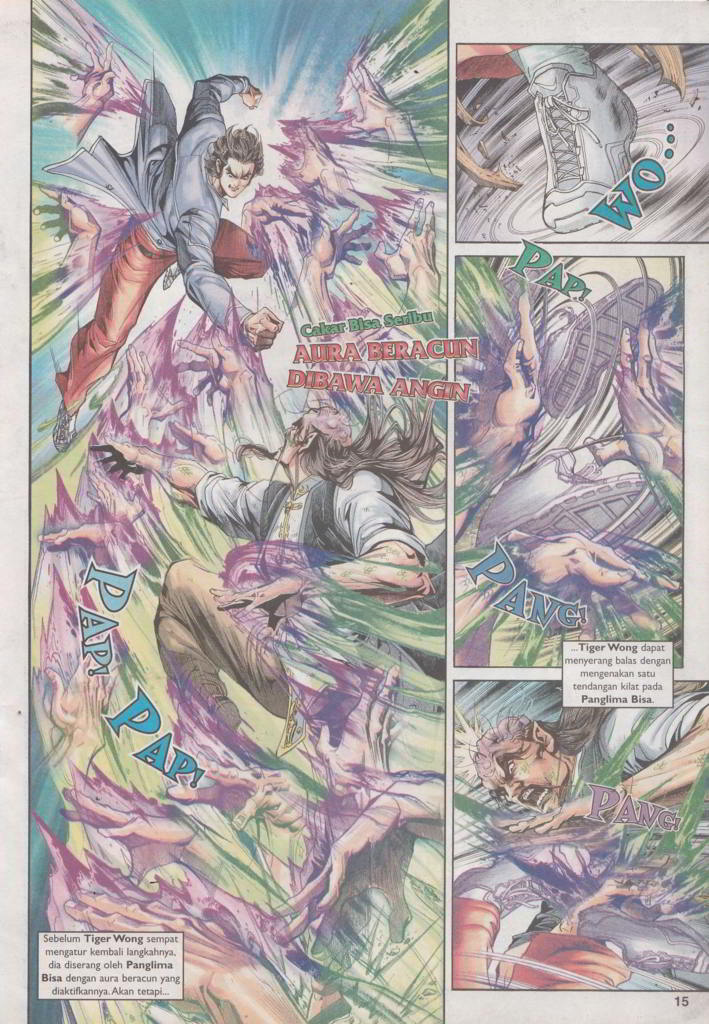 Cakar Bisa Seribu
AURA BERACUN
DIBAWA ANGIN
PAP!
PAP!
Sebelum Tiger Wong sempat
mengatur kembali langkahnya,
dia diserang oleh Panglima
Bisa dengan aura beracun yang
diaktifkannya. Akan tetapi...
WO...
PAP!
PANG!
...Tiger Wong dapat
menyerang balas dengan
mengenakan satu
tendangan kilat pada
Panglima Bisa.
PANG!
15